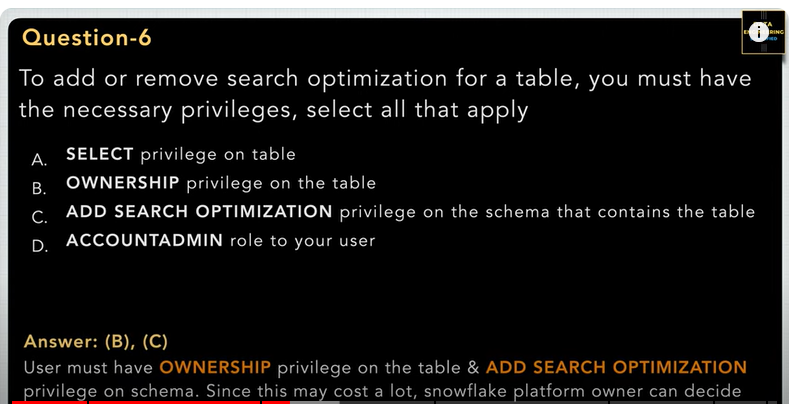 Question-6
To add or remove search optimization for a table, you must have
the necessary privileges, select all that apply
A. SELECT privilege on table
B. OWNERSHIP privilege on the table
C. ADD SEARCH OPTIMIZATION privilege on the schema that contains the table
D. ACCOUNTADMIN role to your user
Answer: (B), (C)
User must have OWNERSHIP privilege on the table & ADD SEARCH OPTIMIZATION
privilege on schema. Since this may cost a lot, snowflake platform owner can decide